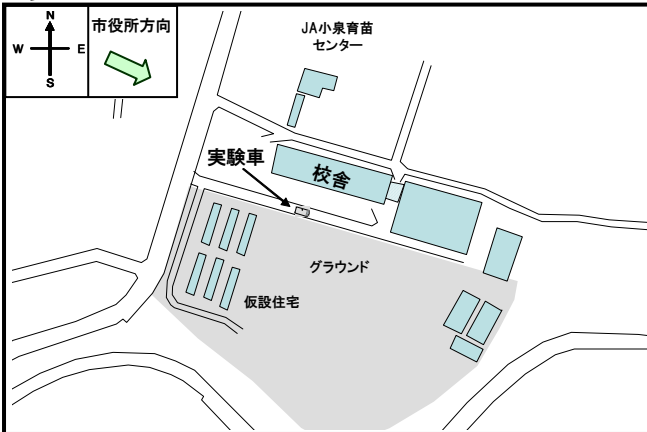 N
W E
S
市役所方向
JA小泉育苗
センター
実験車
校舎
グラウンド
仮設住宅